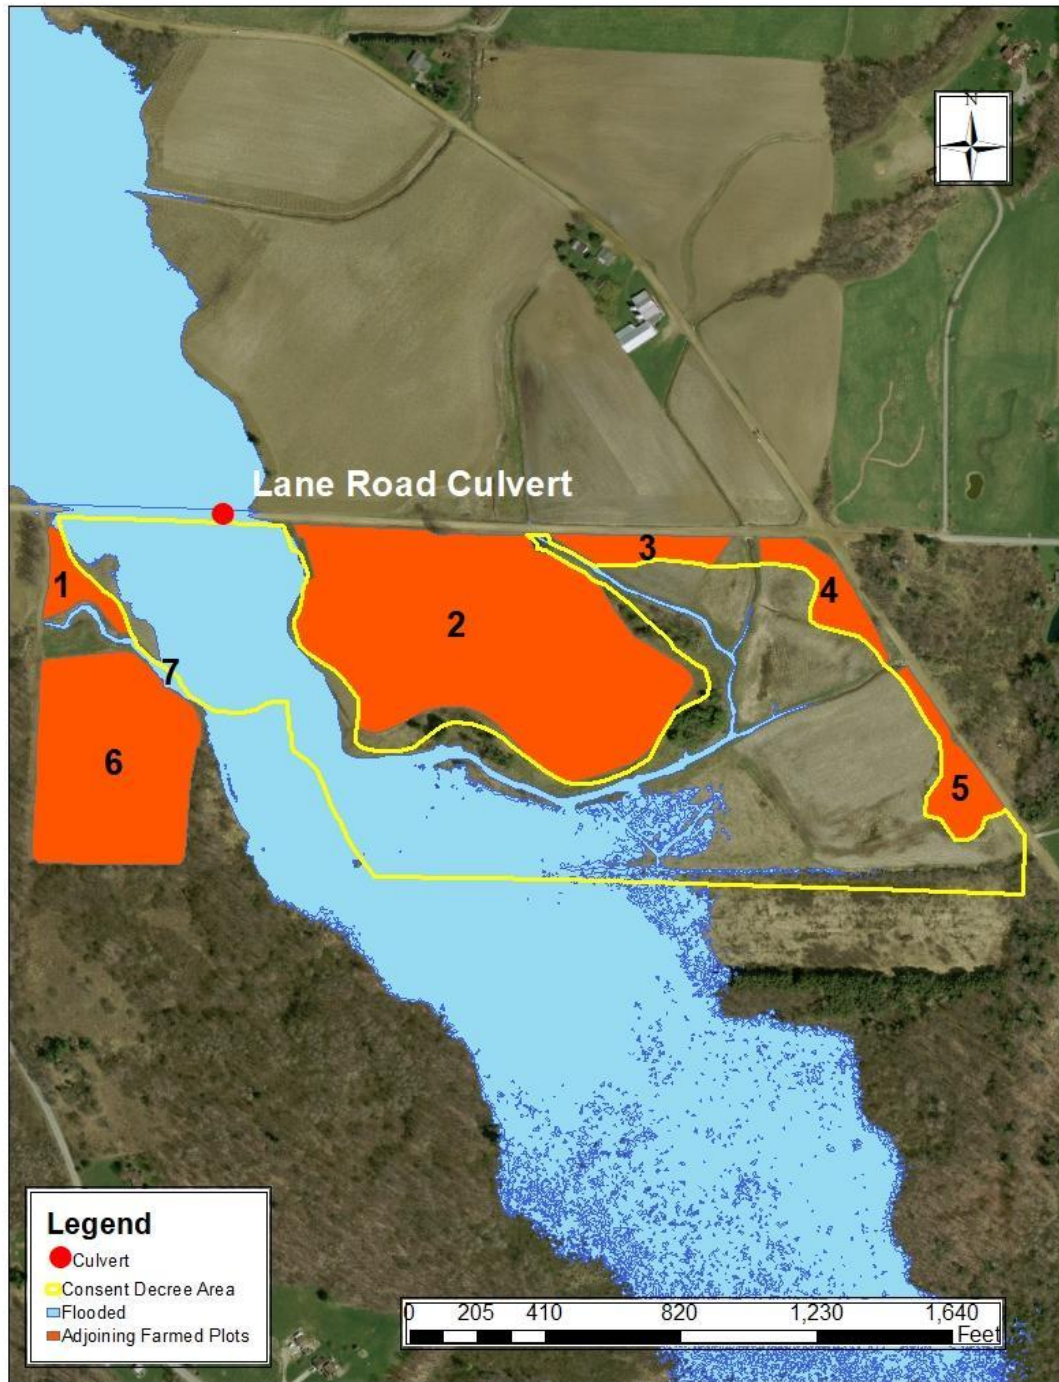 N
Lane Road Culvert
1
2
3
4
5
6
7
Legend
Culvert
Consent Decree Area
Flooded
Adjoining Farmed Plots
0 205 410 820 1,230 1,640
Feet